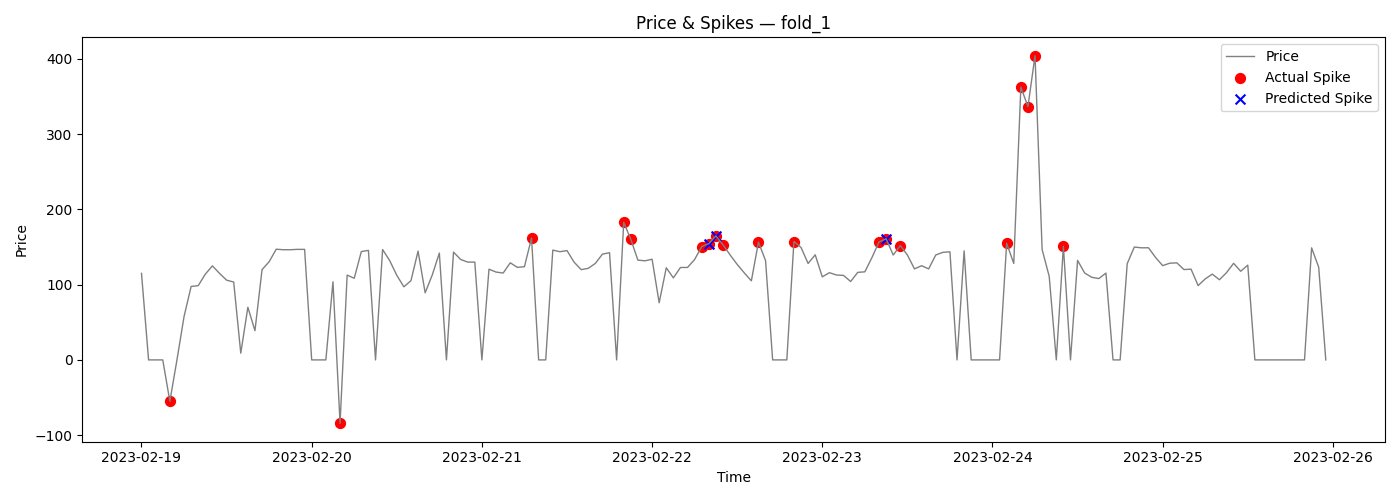 Price & Spikes — fold_1
Price
Actual Spike
Predicted Spike
400
300
200
100
0
−100
Price
2023-02-19
2023-02-20
2023-02-21
2023-02-22
2023-02-23
2023-02-24
2023-02-25
2023-02-26
Time